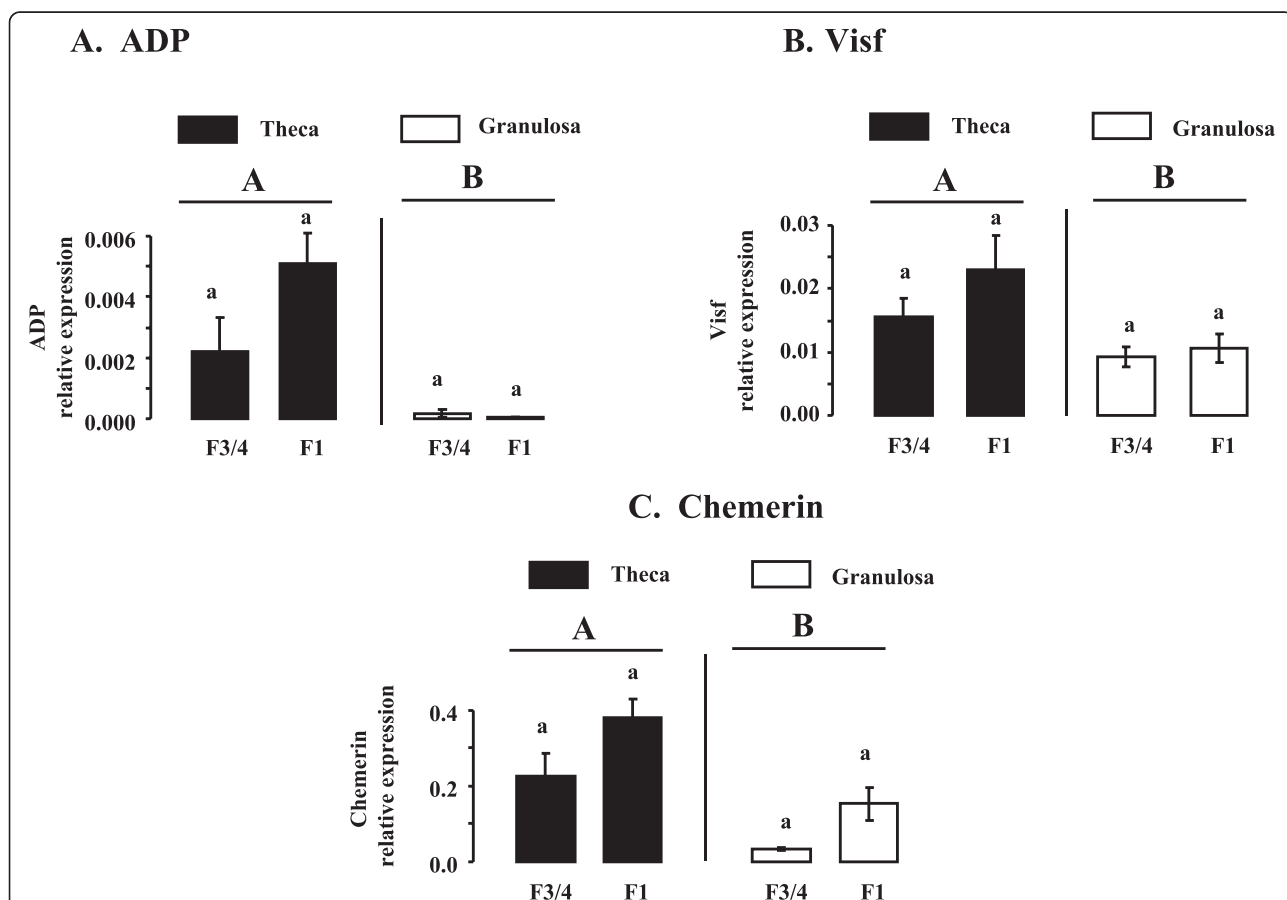 A. ADP
Theca
Granulosa
A
B
a
a
a
a
0.006
0.004
0.002
0.000
ADP
relative expression
F3/4
F1
F3/4
F1
B. Visf
Theca
Granulosa
A
B
a
a
a
a
0.03
0.02
0.01
0.00
Visf
relative expression
F3/4
F1
F3/4
F1
C. Chemerin
Theca
Granulosa
A
B
a
a
a
a
0.4
0.2
0.0
Chemerin
relative expression
F3/4
F1
F3/4
F1